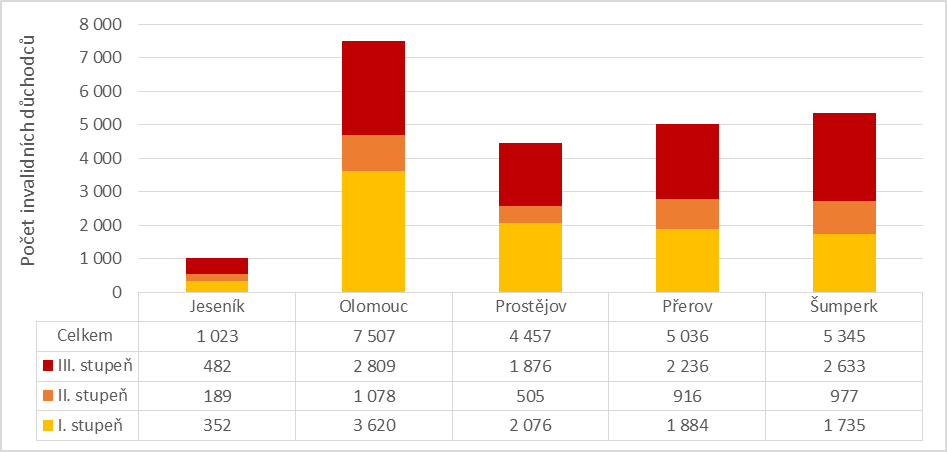 Počet invalidních důchodců
8 000
7 000
6 000
5 000
4 000
3 000
2 000
1 000
0
Jeseník Olomouc Prostějov Přerov Šumperk
Celkem 1 023 7 507 4 457 5 036 5 345
III. stupeň 482 2 809 1 876 2 236 2 633
II. stupeň 189 1 078 505 916 977
I. stupeň 352 3 620 2 076 1 884 1 735